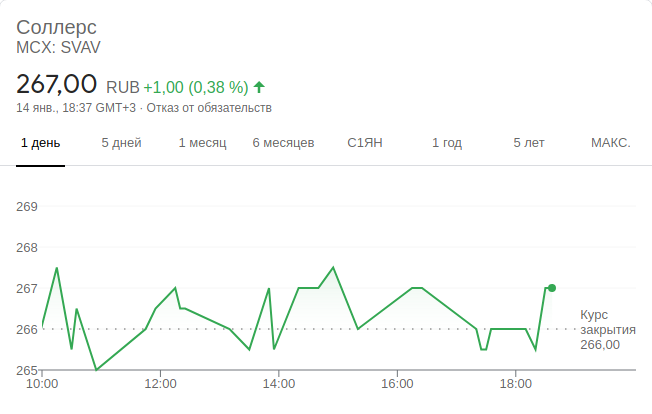 Соллерс
MCX: SVAV
267,00 RUB +1,00 (0,38 %)
14 янв., 18:37 GMT+3 · Отказ от обязательств
1 день 5 дней 1 месяц 6 месяцев С1ЯН 1 год 5 лет МАКС.
269
268
267
266
265
Курс
закрытия
266,00
10:00 12:00 14:00 16:00 18:00